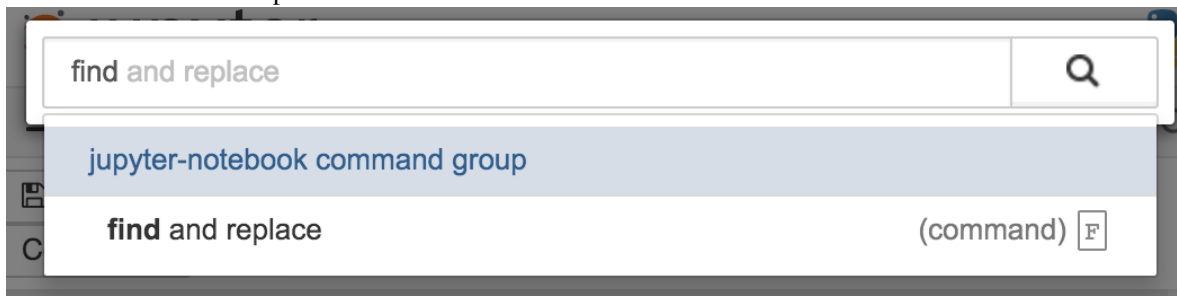 find and replace
jupyter-notebook command group
find and replace (command) F